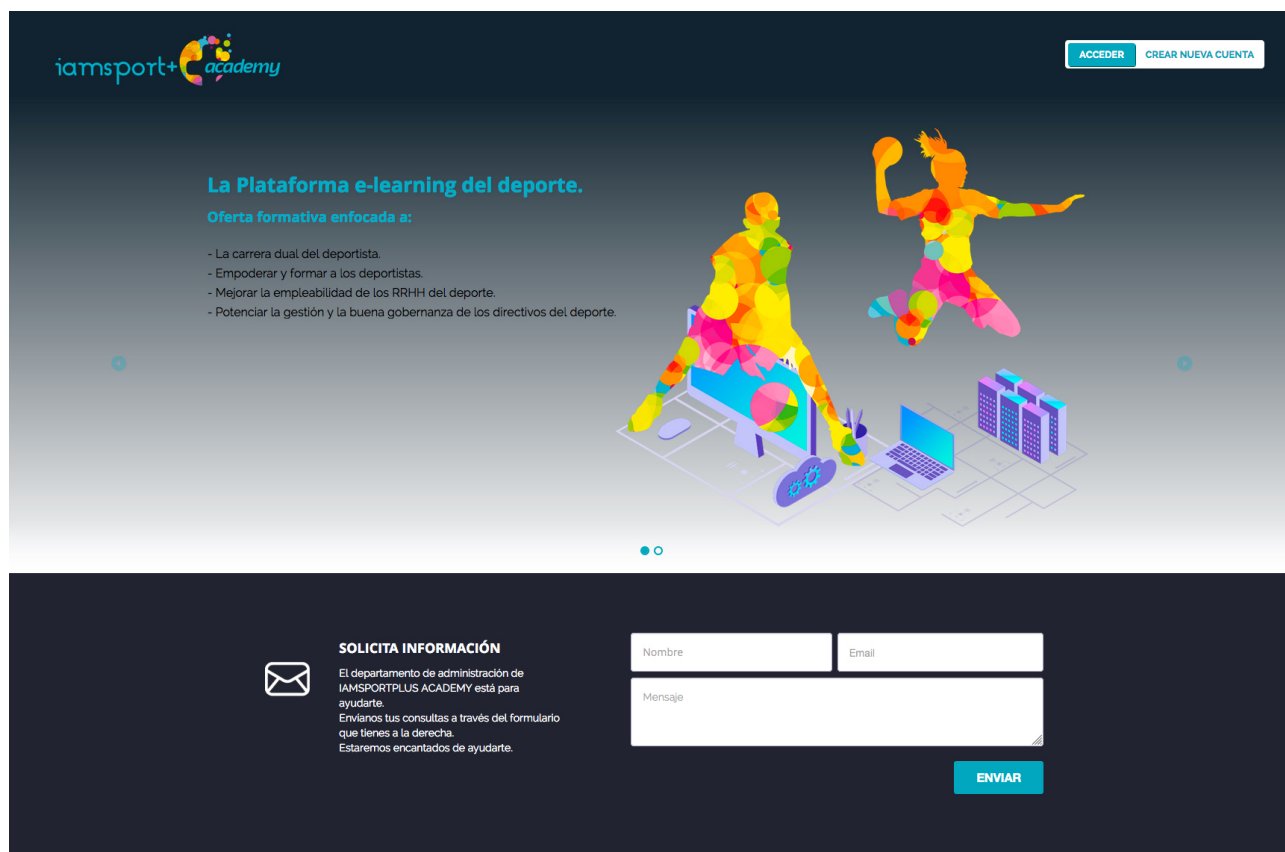 iamsport+ academy
ACCEDER
CREAR NUEVA CUENTA
La Plataforma e-learning del deporte.
Oferta formativa enfocada a:
- La carrera dual del deportista.
- Empoderar y formar a los deportistas.
- Mejorar la empleabilidad de los RRHH del deporte.
- Potenciar la gestión y la buena gobernanza de los directivos del deporte.
SOLICITA INFORMACIÓN
El departamento de administración de
IAMSPORTPLUS ACADEMY está para
ayudarte.
Envíanos tus consultas a través del formulario
que tienes a la derecha.
Estaremos encantados de ayudarte.
Nombre
Email
Mensaje
ENVIAR